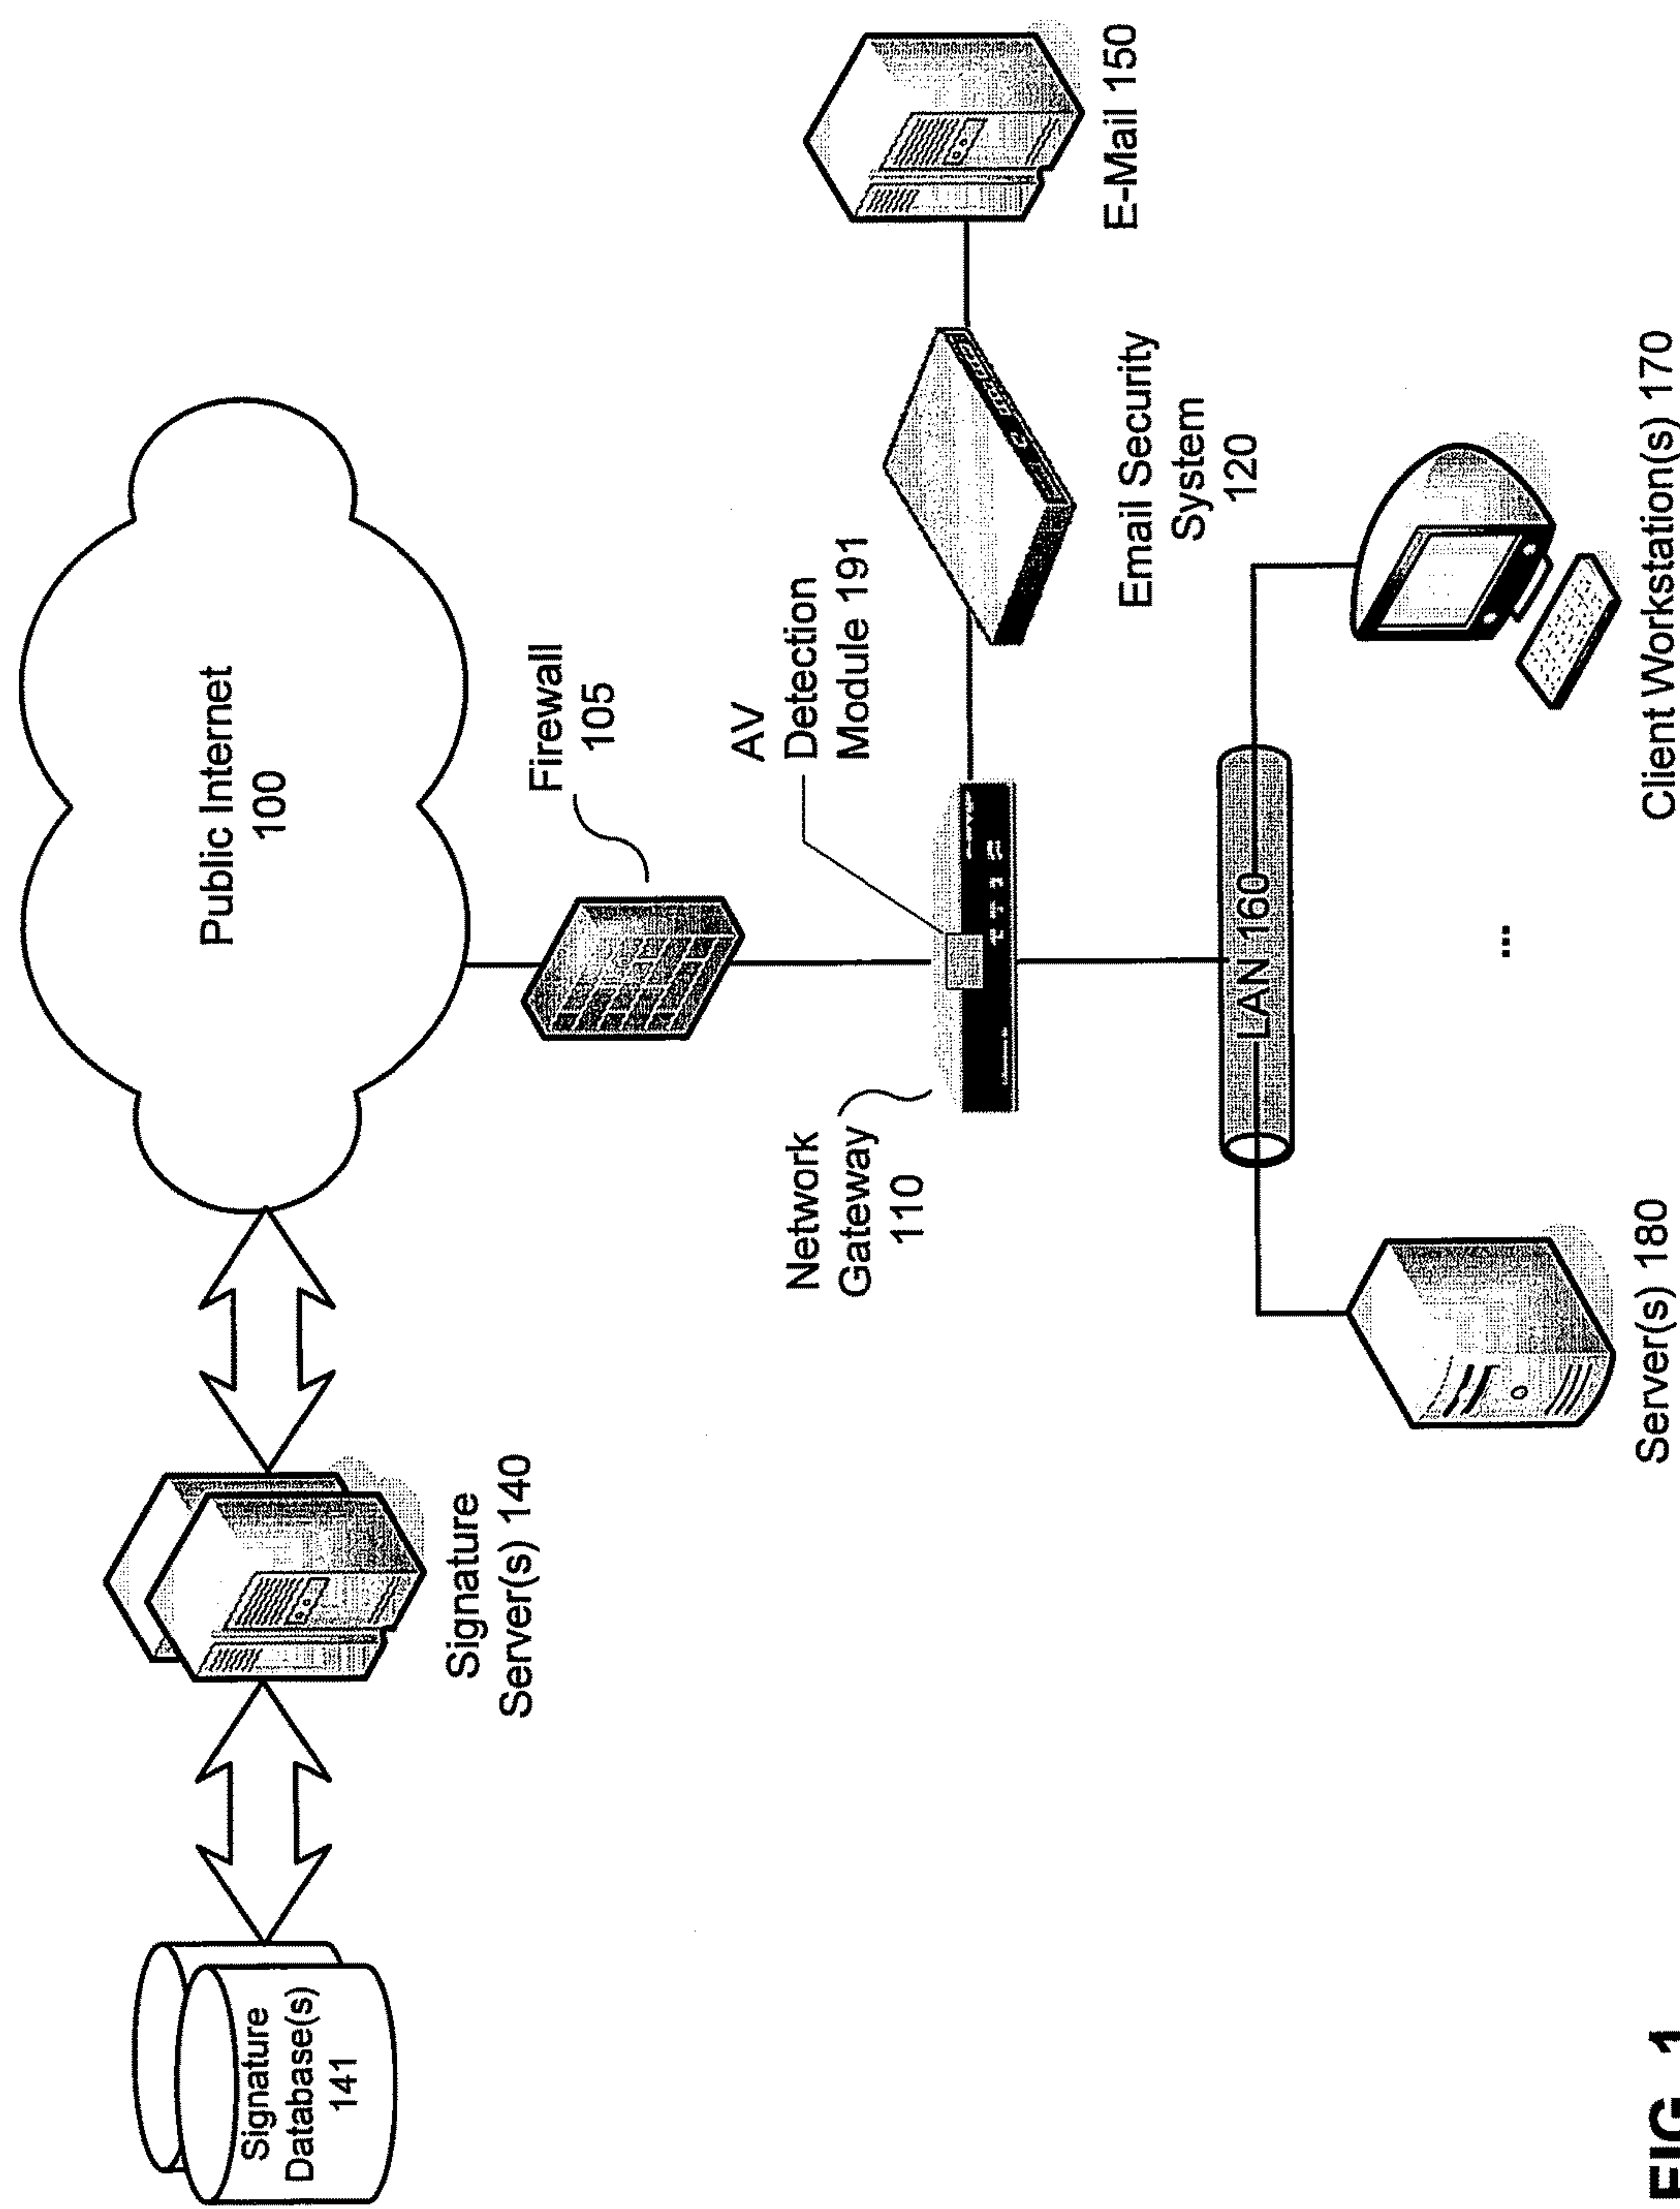 Public Internet
100
Signature
Database(s)
141
Signature
Server(s) 140
Firewall
105
AV
Detection
Module 191
Network
Gateway
110
Email Security
System
120
E-Mail 150
LAN 160
...
Server(s) 180
Client Workstation(s) 170
FIG. 1